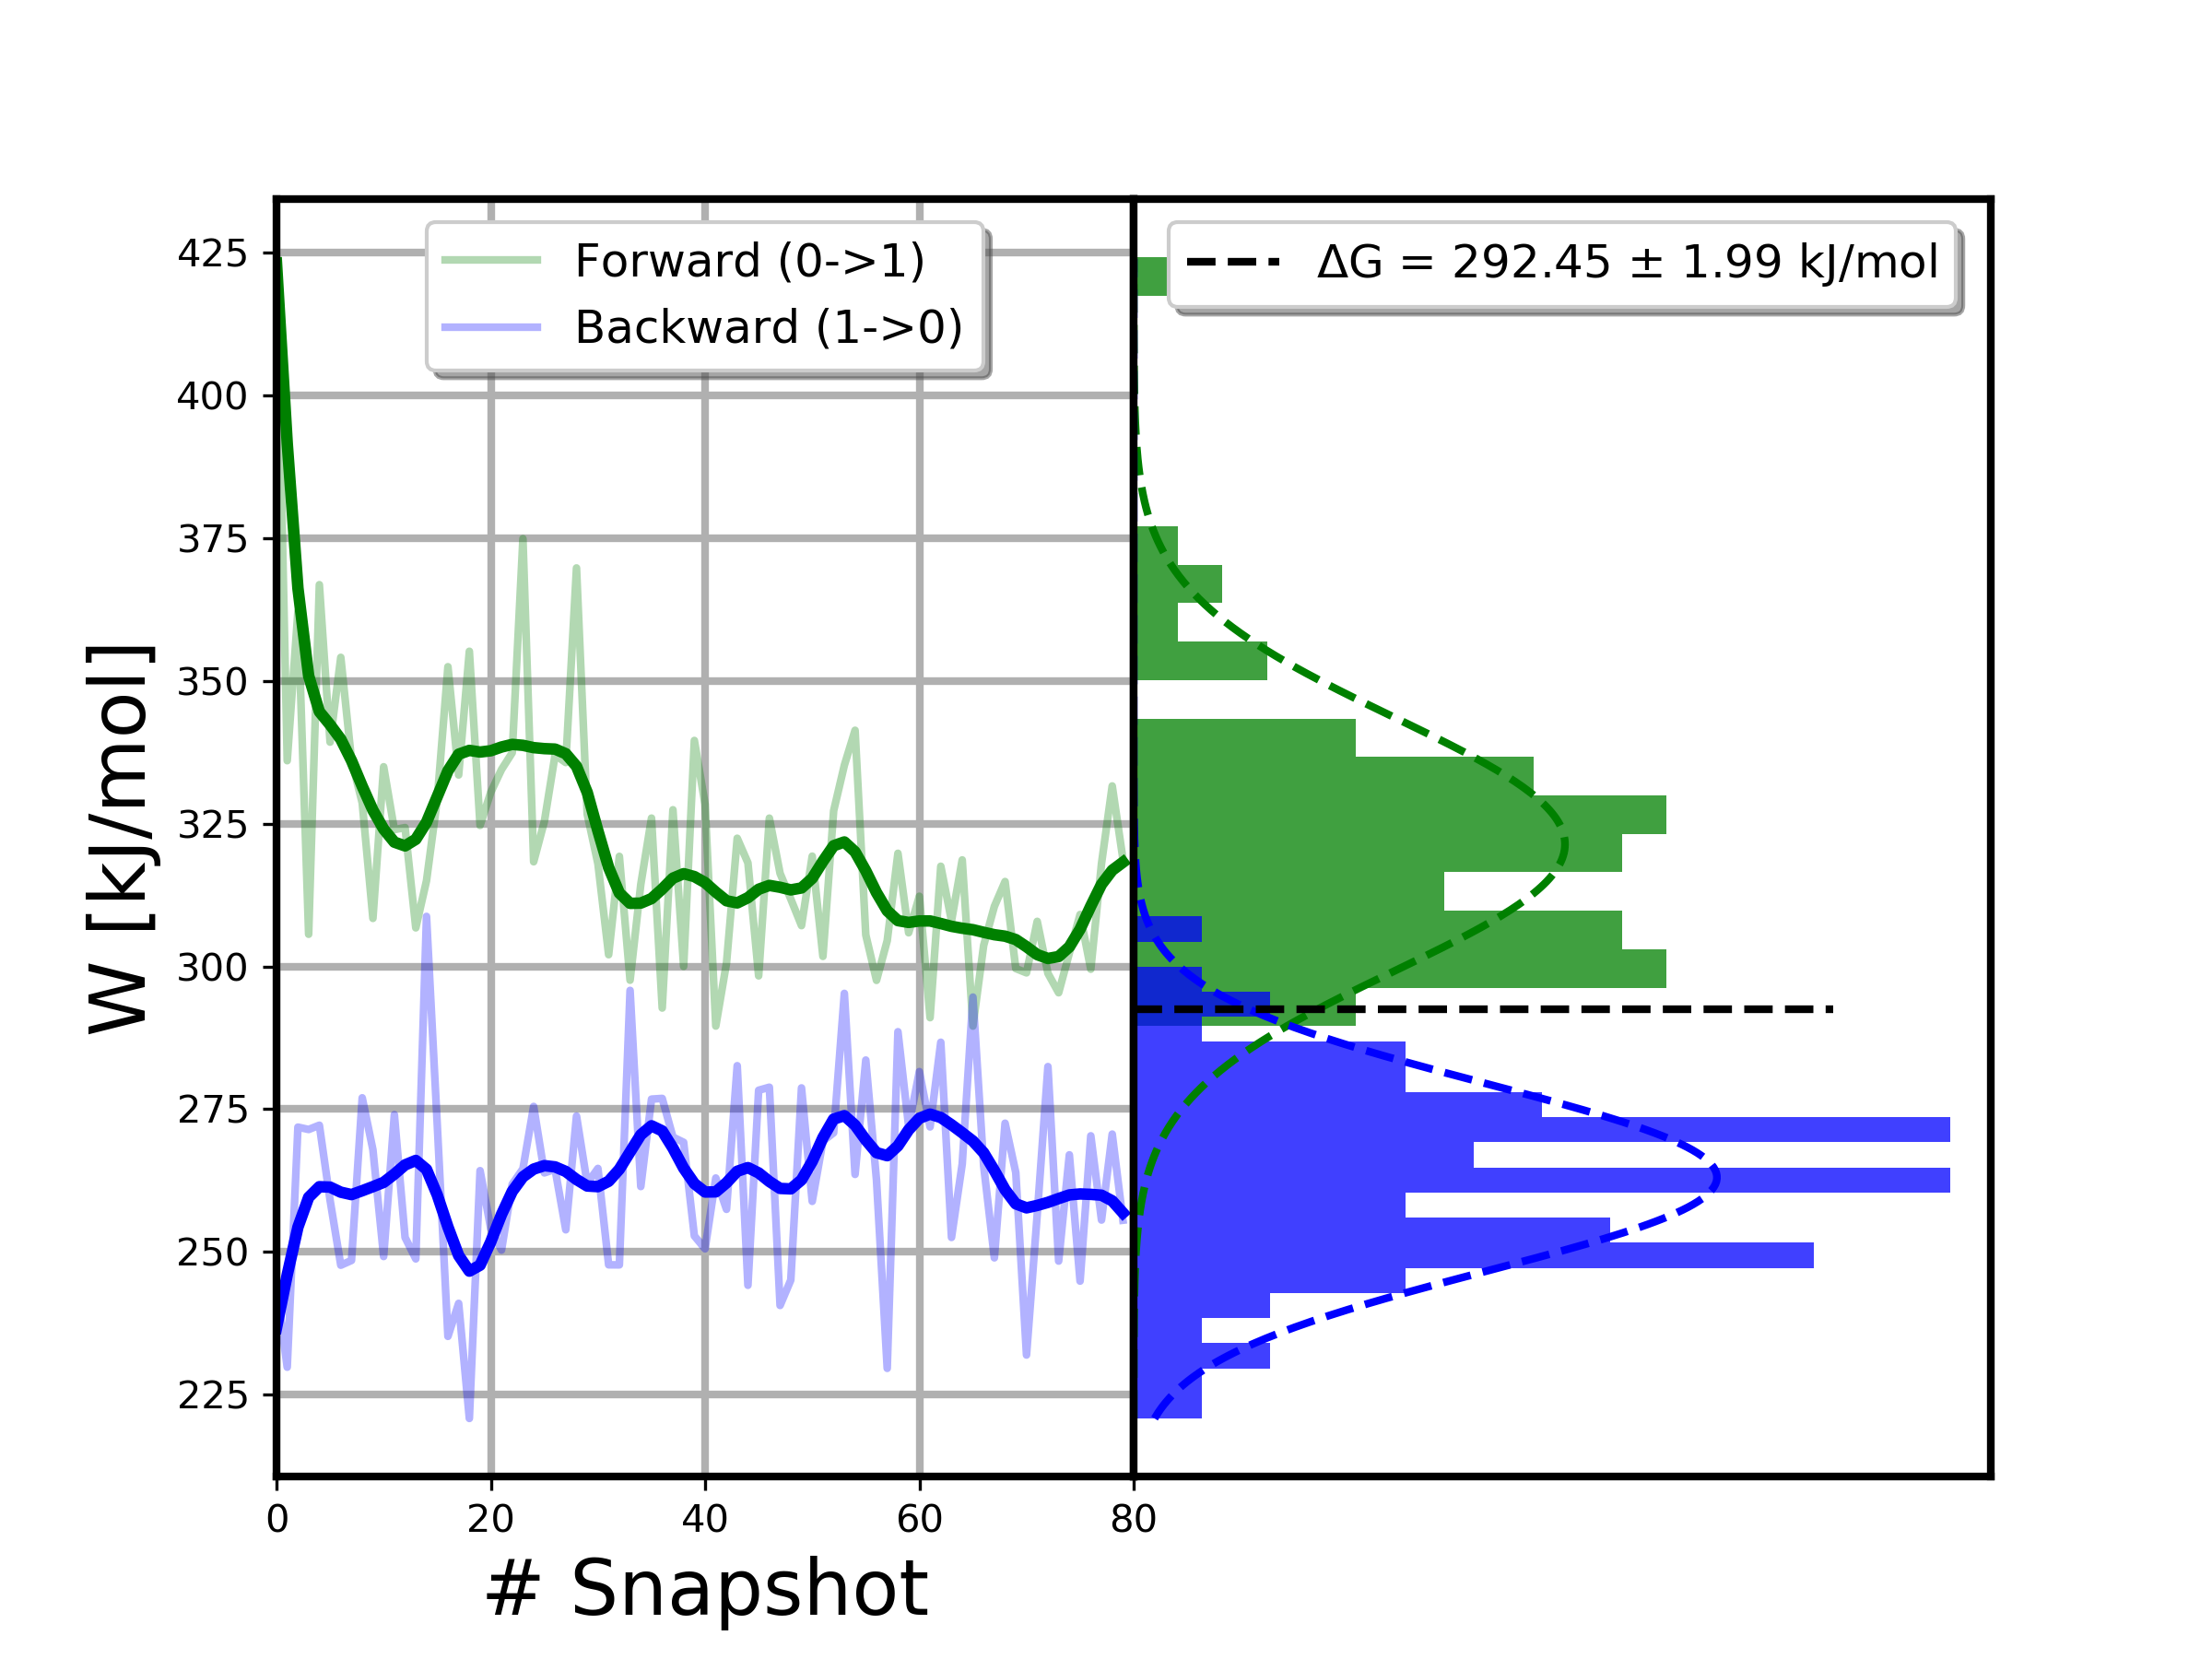 Forward (0->1)
Backward (1->0)
ΔG = 292.45 ± 1.99 kJ/mol
W [kJ/mol]
425
400
375
350
325
300
275
250
225
0 20 40 60 80
# Snapshot